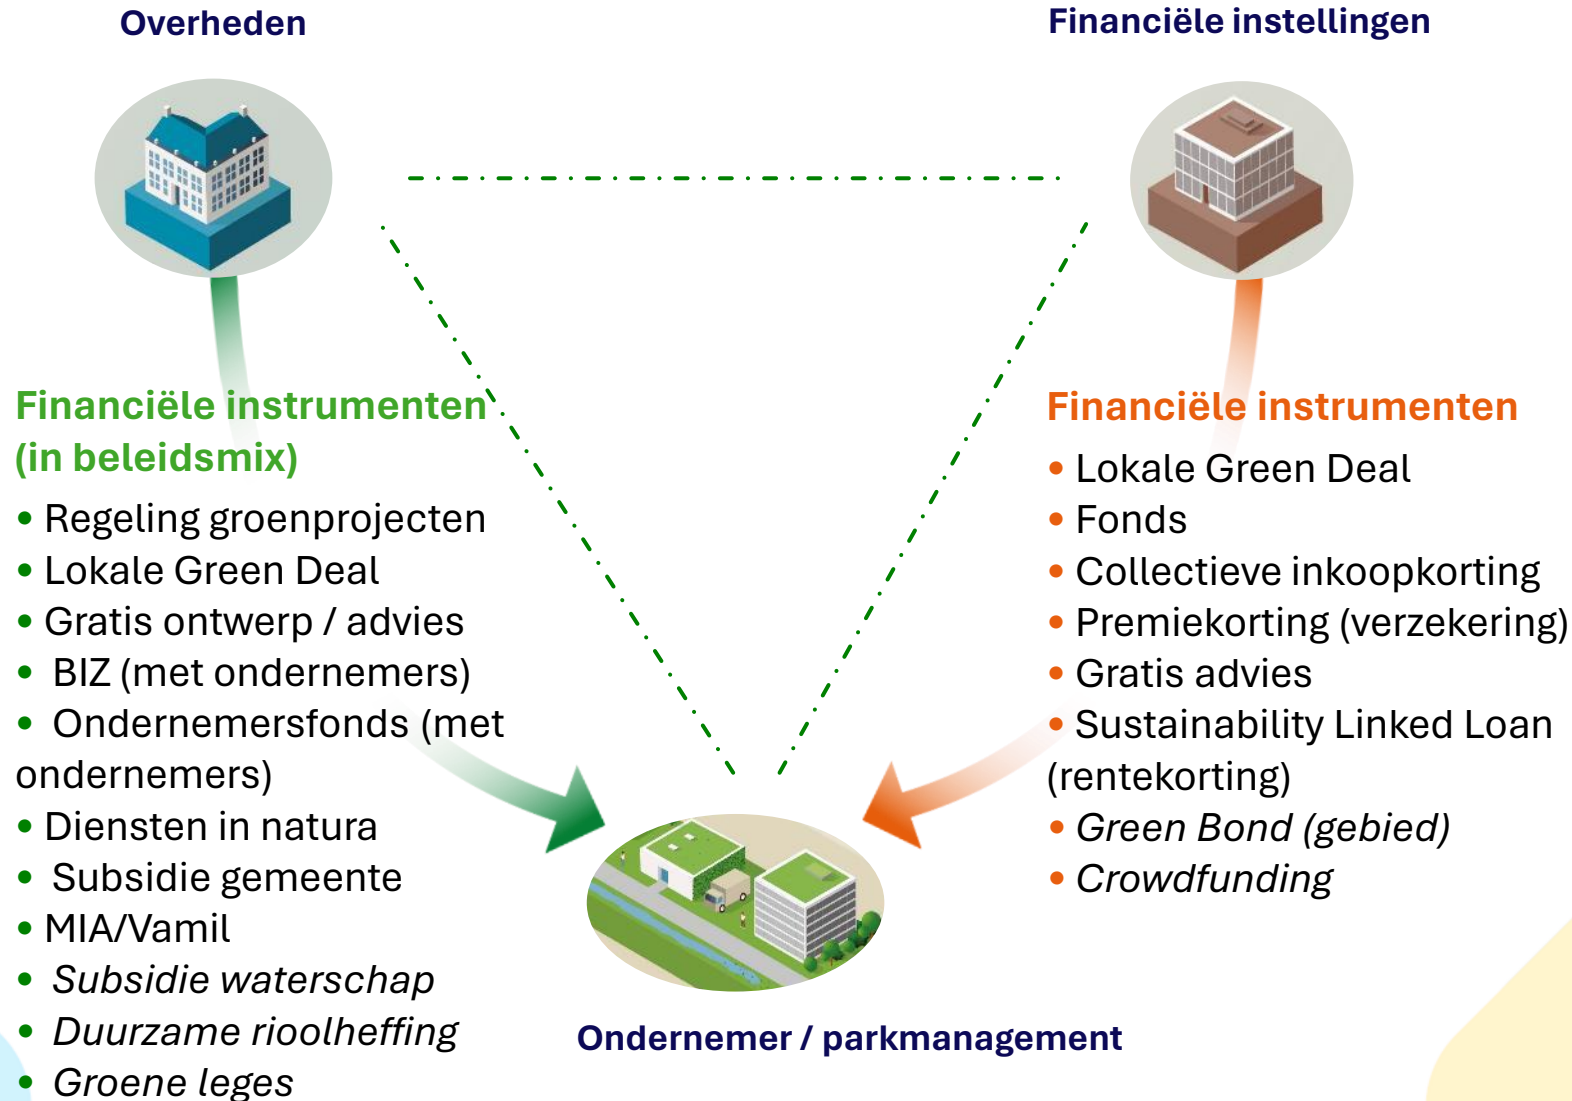 Overheden
Financiële instellingen
Financiële instrumenten
(in beleidsmix)
• Regeling groenprojecten
• Lokale Green Deal
• Gratis ontwerp / advies
• BIZ (met ondernemers)
• Ondernemersfonds (met
ondernemers)
• Diensten in natura
• Subsidie gemeente
• MIA/Vamil
• Subsidie waterschap
• Duurzame rioolheffing
• Groene leges
Financiële instrumenten
• Lokale Green Deal
• Fonds
• Collectieve inkoopkorting
• Premiekorting (verzekering)
• Gratis advies
• Sustainability Linked Loan
(rentekorting)
• Green Bond (gebied)
• Crowdfunding
Ondernemer / parkmanagement